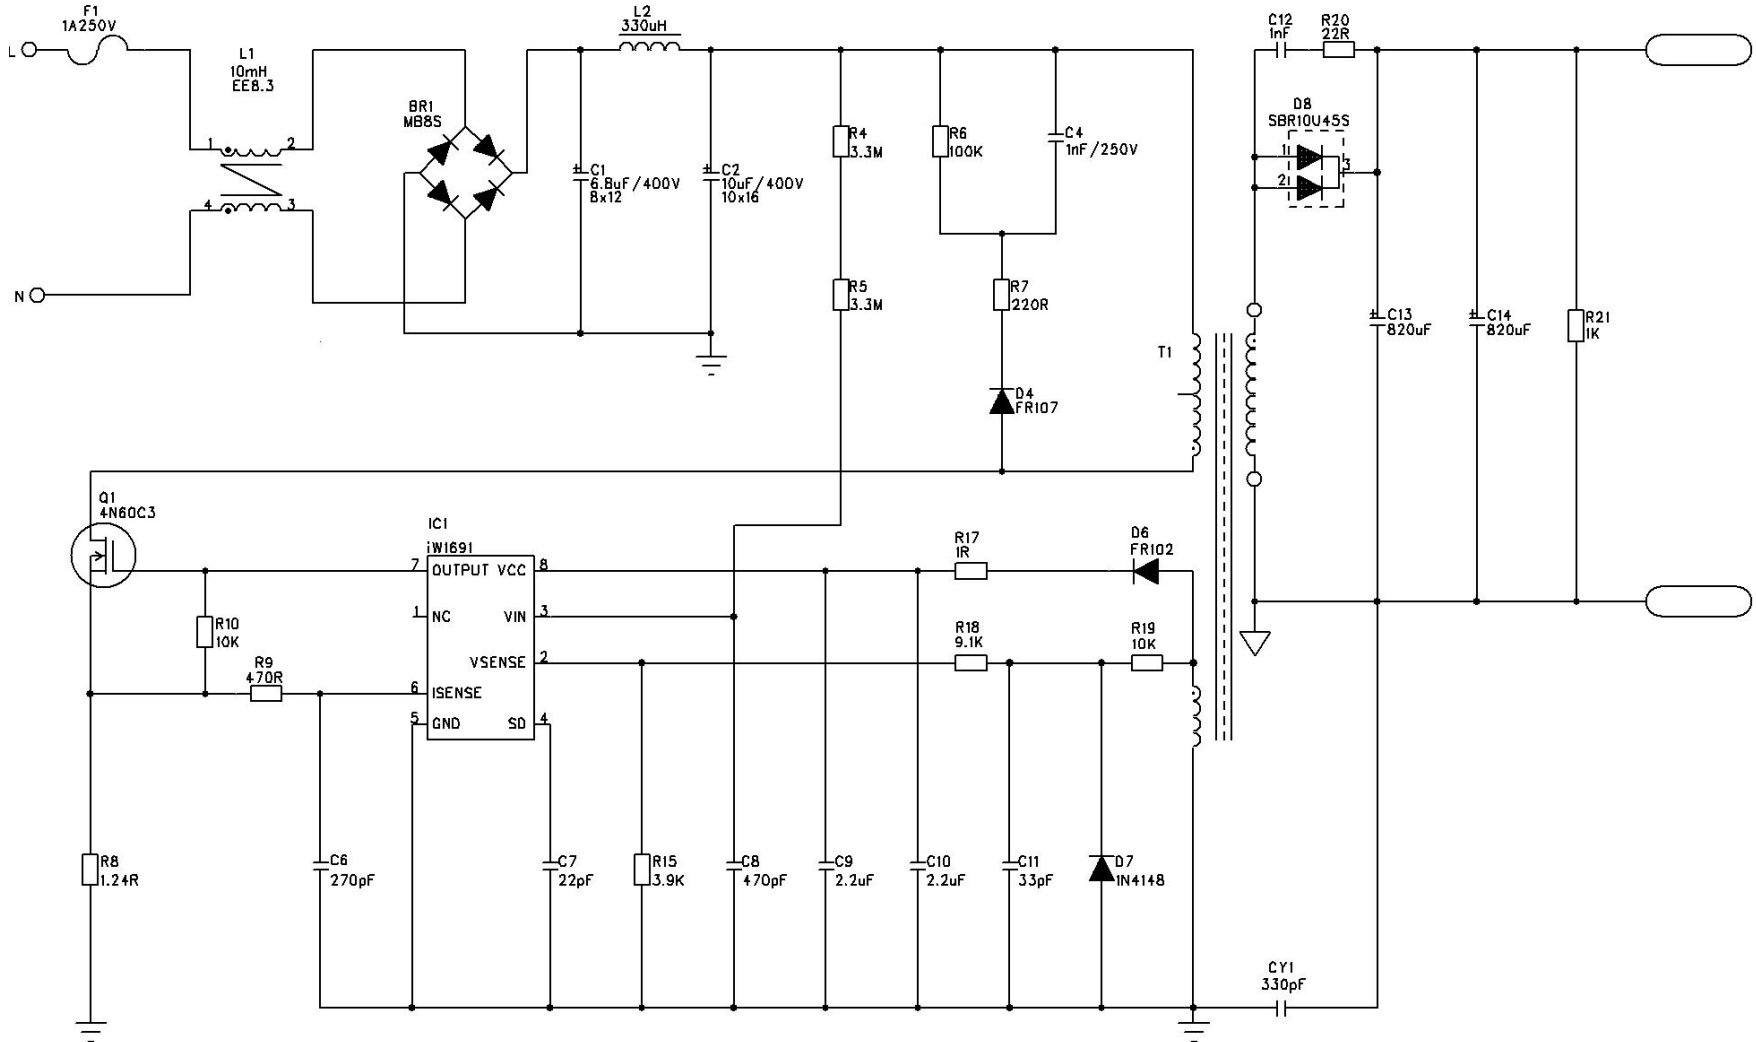 F1
1A250V
L
L1
10mH
EE8.3
1
2
4
3
N
BR1
MB8S
L2
330uH
C1
6.8uF/400V
8x12
C2
10uF/400V
10x16
R4
3.3M
R5
3.3M
R6
100K
C4
1nF/250V
R7
220R
D4
FR107
T1
C12
1nF
R20
22R
D8
SBR10U45S
1
2
3
C13
820uF
C14
820uF
R21
1K
Q1
4N60C3
IC1
iW1691
7
OUTPUT
VCC
8
1
NC
VIN
3
VSENSE
2
6
ISENSE
5
GND
SD
4
R17
1R
D6
FR102
R18
9.1K
R19
10K
R10
10K
R9
470R
R8
1.24R
C6
270pF
C7
22pF
R15
3.9K
C8
470pF
C9
2.2uF
C10
2.2uF
C11
33pF
D7
1N4148
CY1
330pF